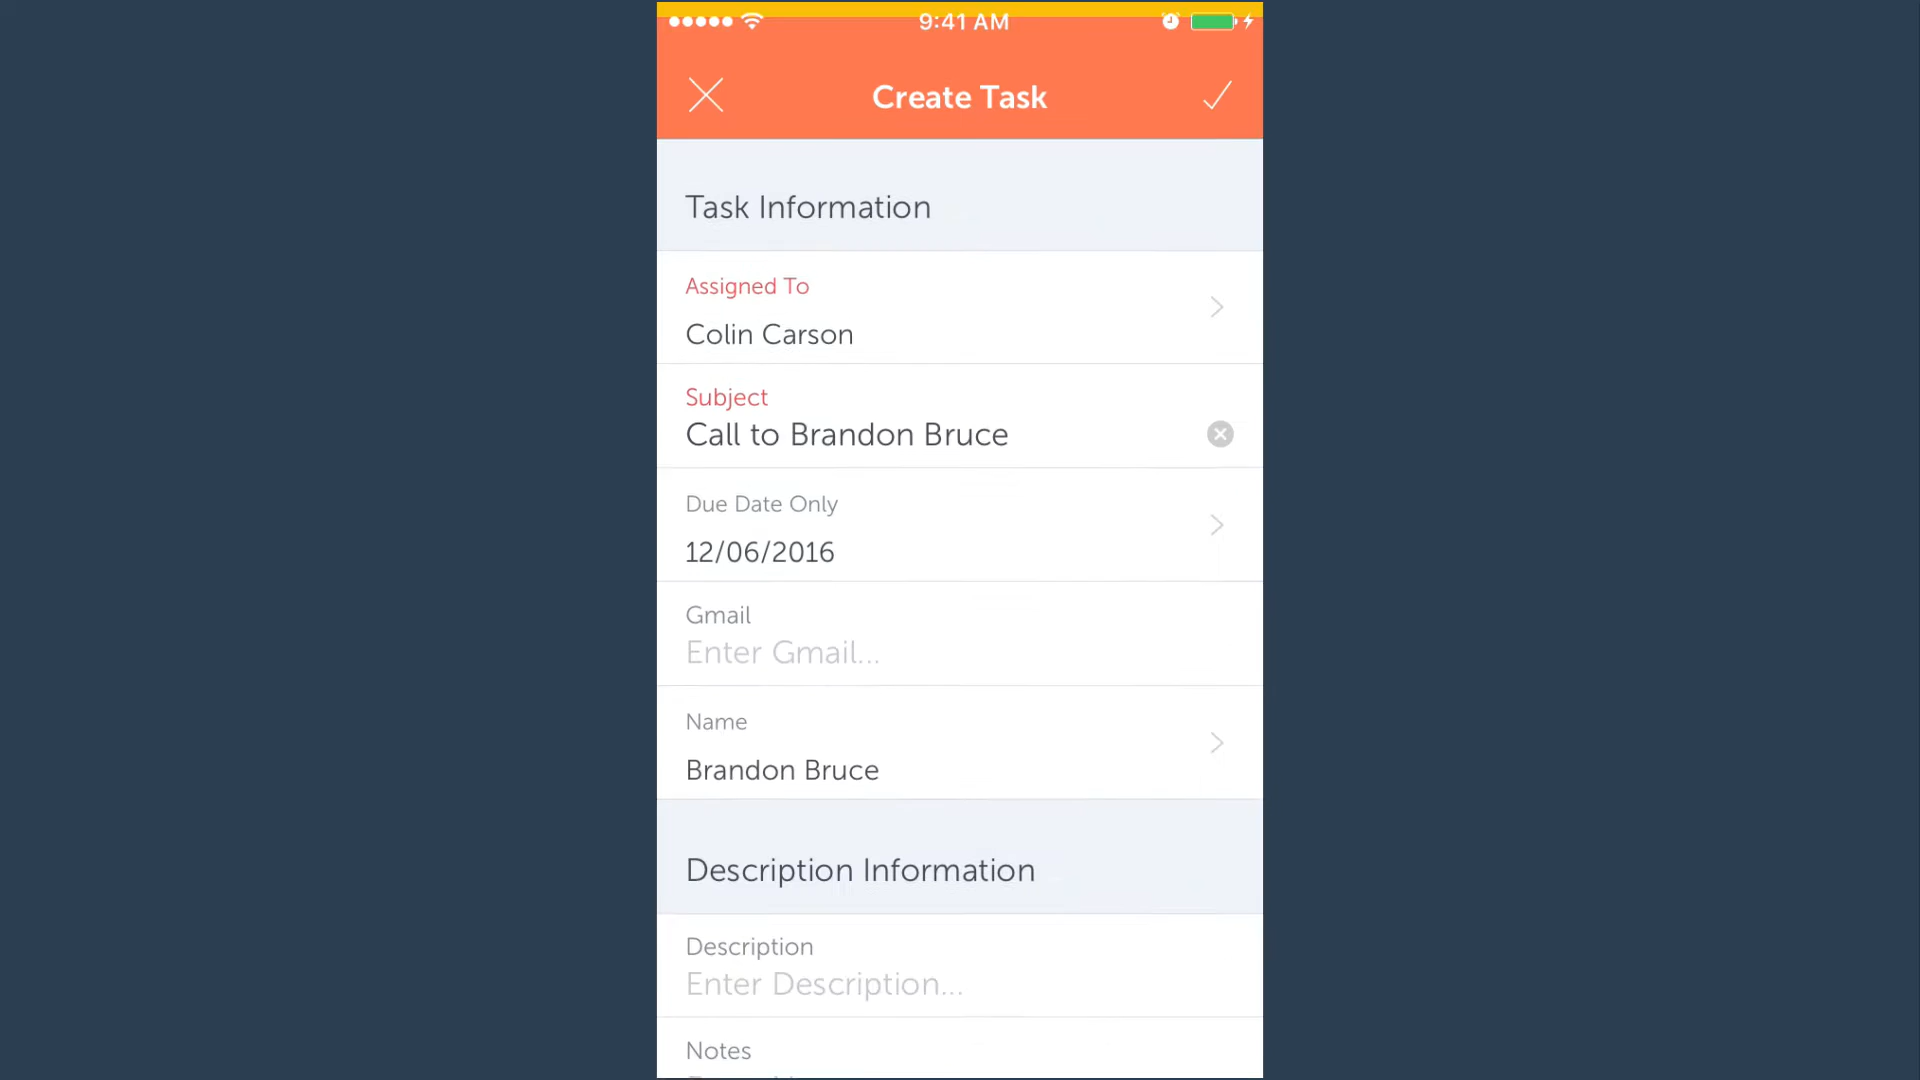 9:41 AM
Create Task
Task Information
Assigned To
Colin Carson
Subject
Call to Brandon Bruce
Due Date Only
12/06/2016
Gmail
Enter Gmail...
Name
Brandon Bruce
Description Information
Description
Enter Description...
Notes